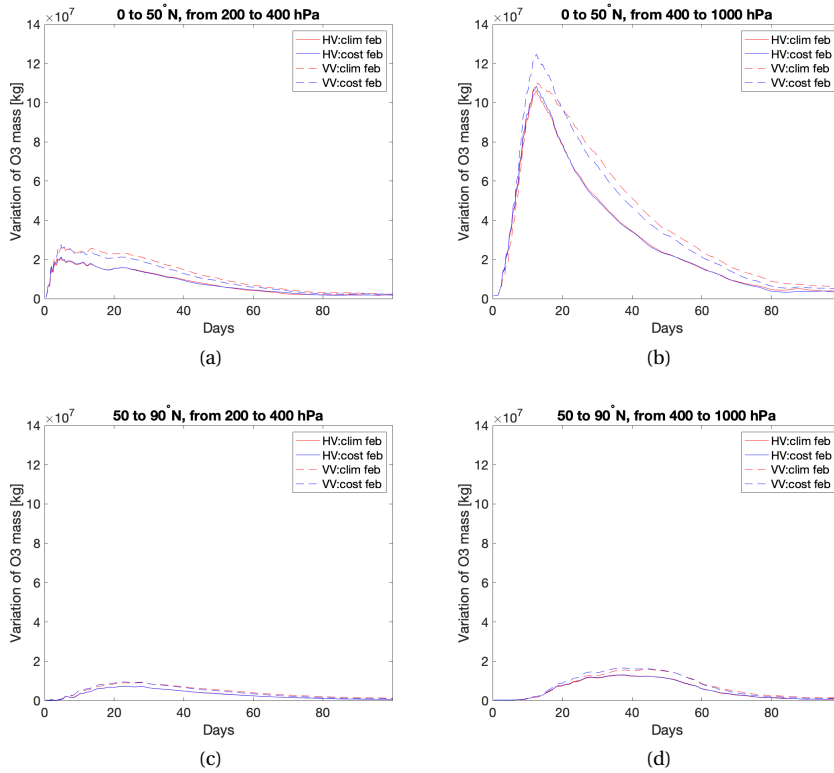 0 to 50°N, from 200 to 400 hPa
×10⁷
Variation of O3 mass [kg]
14
12
10
8
6
4
2
0
0 20 40 60 80
Days
HV:clim feb
HV:cost feb
VV:clim feb
VV:cost feb
(a)
0 to 50°N, from 400 to 1000 hPa
×10⁷
Variation of O3 mass [kg]
14
12
10
8
6
4
2
0
0 20 40 60 80
Days
HV:clim feb
HV:cost feb
VV:clim feb
VV:cost feb
(b)
50 to 90°N, from 200 to 400 hPa
×10⁷
Variation of O3 mass [kg]
14
12
10
8
6
4
2
0
0 20 40 60 80
Days
HV:clim feb
HV:cost feb
VV:clim feb
VV:cost feb
(c)
50 to 90°N, from 400 to 1000 hPa
×10⁷
Variation of O3 mass [kg]
14
12
10
8
6
4
2
0
0 20 40 60 80
Days
HV:clim feb
HV:cost feb
VV:clim feb
VV:cost feb
(d)